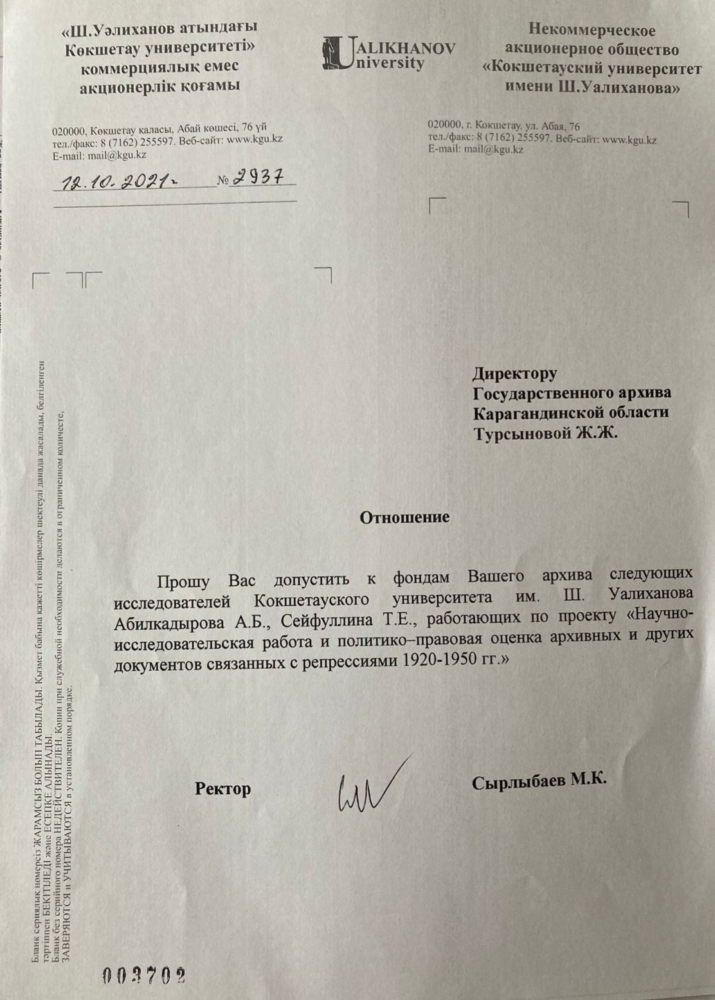 «Ш.Уәлиханов атындағы
Көкшетау университеті»
коммерциялық емес
акционерлік қоғамы
UALIKHANOV
University
Некоммерческое
акционерное общество
«Кокшетауский университет
имени Ш.Уалиханова»
020000, Көкшетау қаласы, Абай көшесі, 76 үй
тел./факс: 8 (7162) 255597. Веб-сайт: www.kgu.kz
E-mail: mail@kgu.kz
020000, г. Кокшетау. ул. Абая, 76
тел./факс: 8 (7162) 255597. Веб-сайт: www.kgu.kz
E-mail: mail@kgu.kz
12.10.2021г № 2937
Директору
Государственного архива
Карагандинской области
Турсыновой Ж.Ж.
Отношение
Прошу Вас допустить к фондам Вашего архива следующих
исследователей Кокшетауского университета им. Ш. Уалиханова
Абилкадырова А.Б., Сейфуллина Т.Е., работающих по проекту «Научно-
исследовательская работа и политико–правовая оценка архивных и других
документов связанных с репрессиями 1920-1950 гг.»
Ректор Сырлыбаев М.К.
Бланк сериялық нөмерсіз ЖАРАМСЫЗ БОЛЫП ТАБЫЛАДЫ. Қызмет бабына қажетті көшірмелер шектеулі данада жасалады, белгіленген
тәртіппен БЕКІТІЛЕДІ және ЕСЕПКЕ АЛЫНАДЫ.
Бланк без серийного номера НЕДЕЙСТВИТЕЛЕН. Копии при служебной необходимости делаются в ограниченном количесте,
ЗАВЕРЯЮТСЯ и УЧИТЫВАЮТСЯ в установленном порядке.
003702